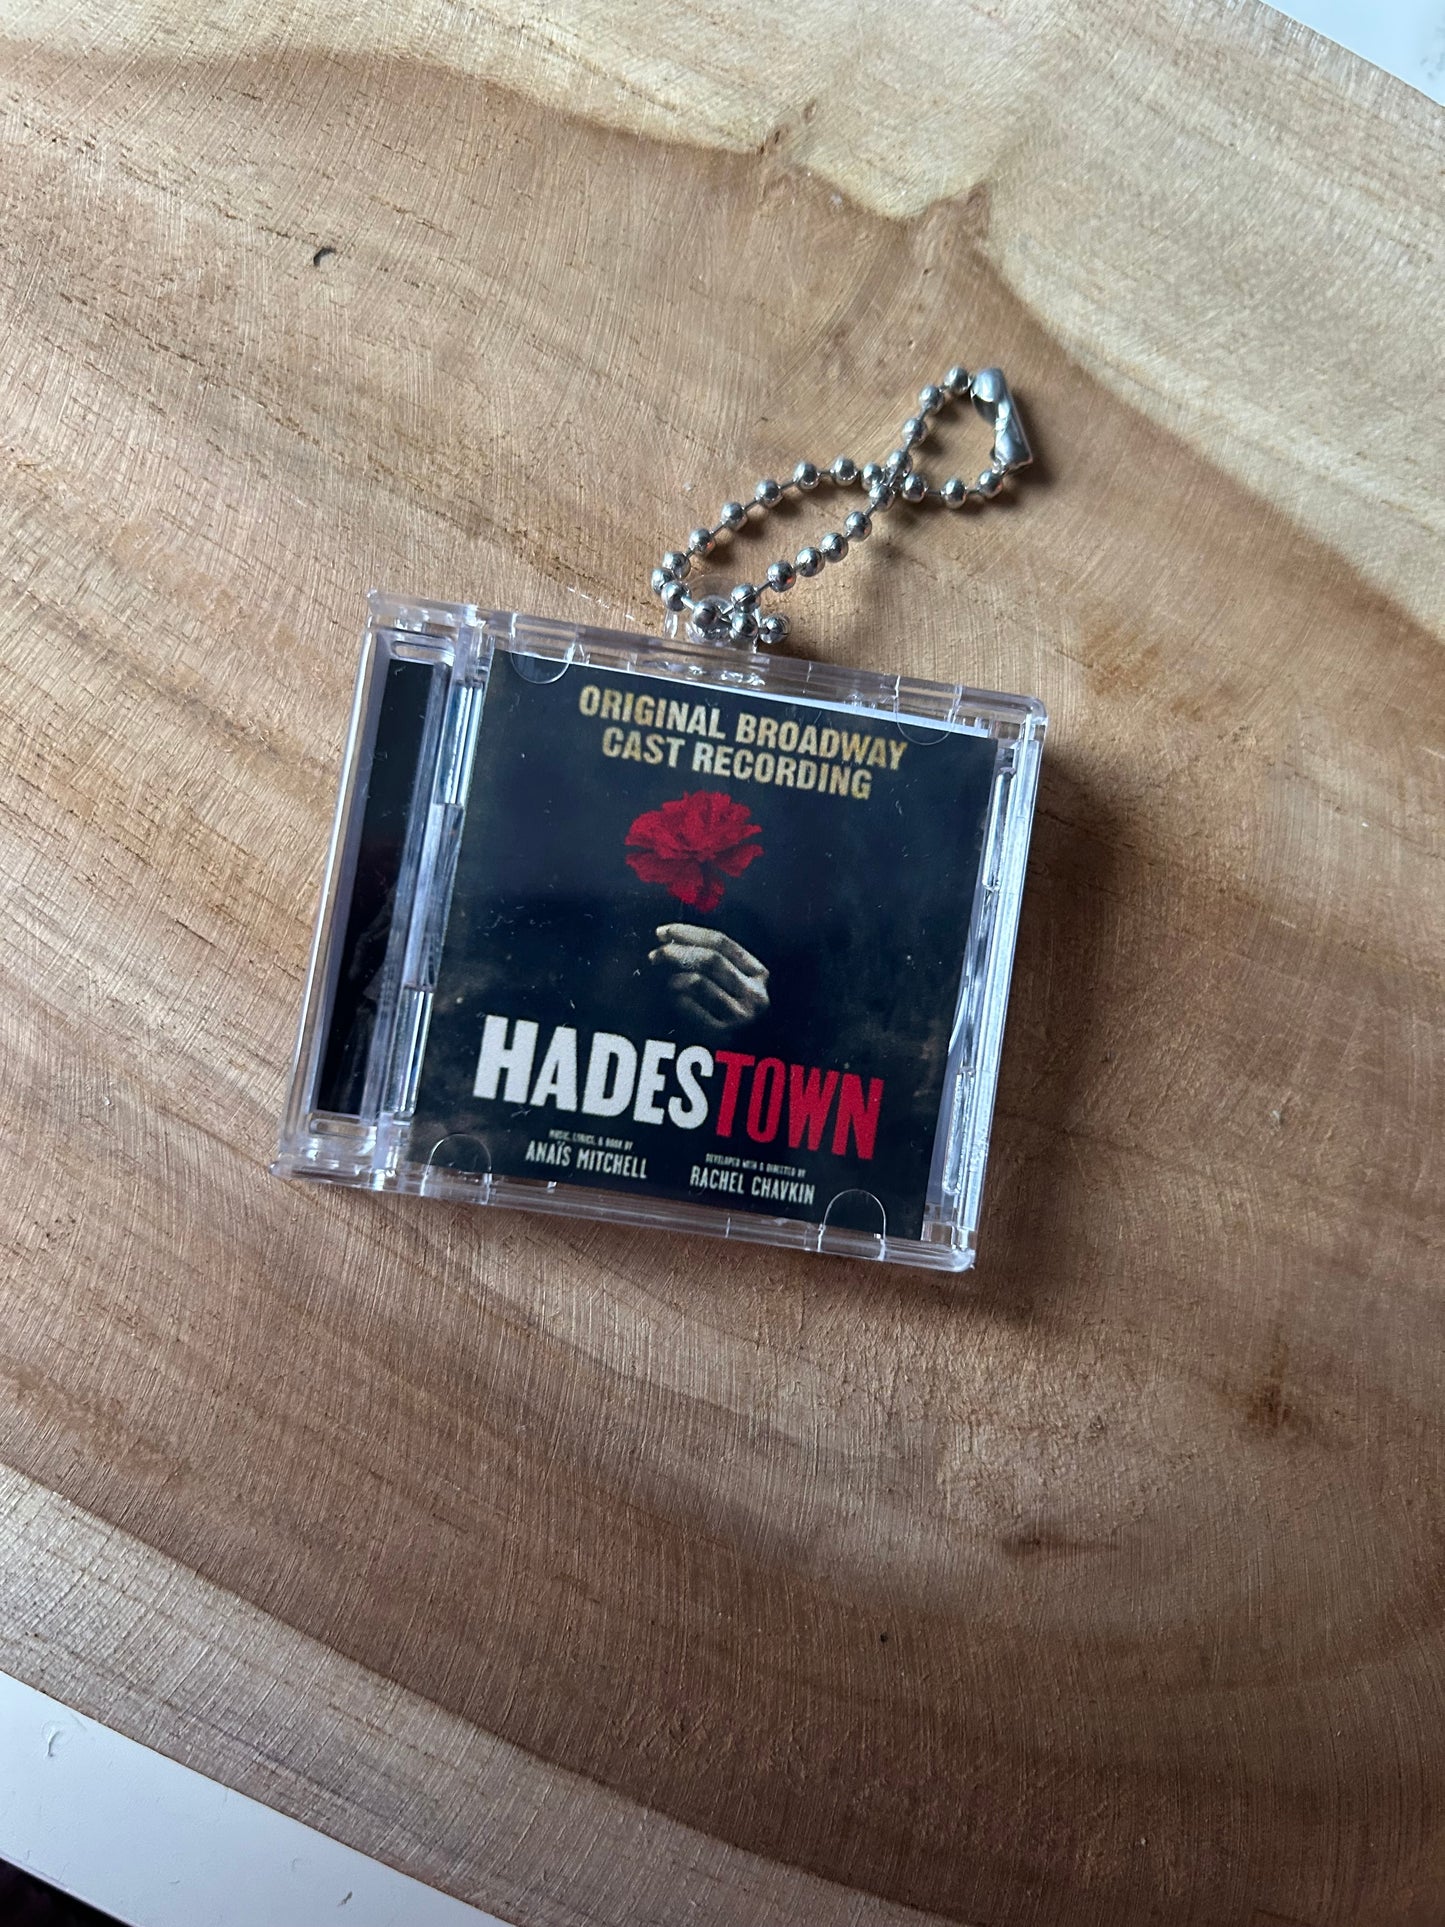 ORIGINAL BROADWAY
CAST RECORDING
HADESTOWN
MUSIC, LYRICS, & BOOK BY
ANAÏS MITCHELL
DEVELOPED WITH & DIRECTED BY
RACHEL CHAVKIN